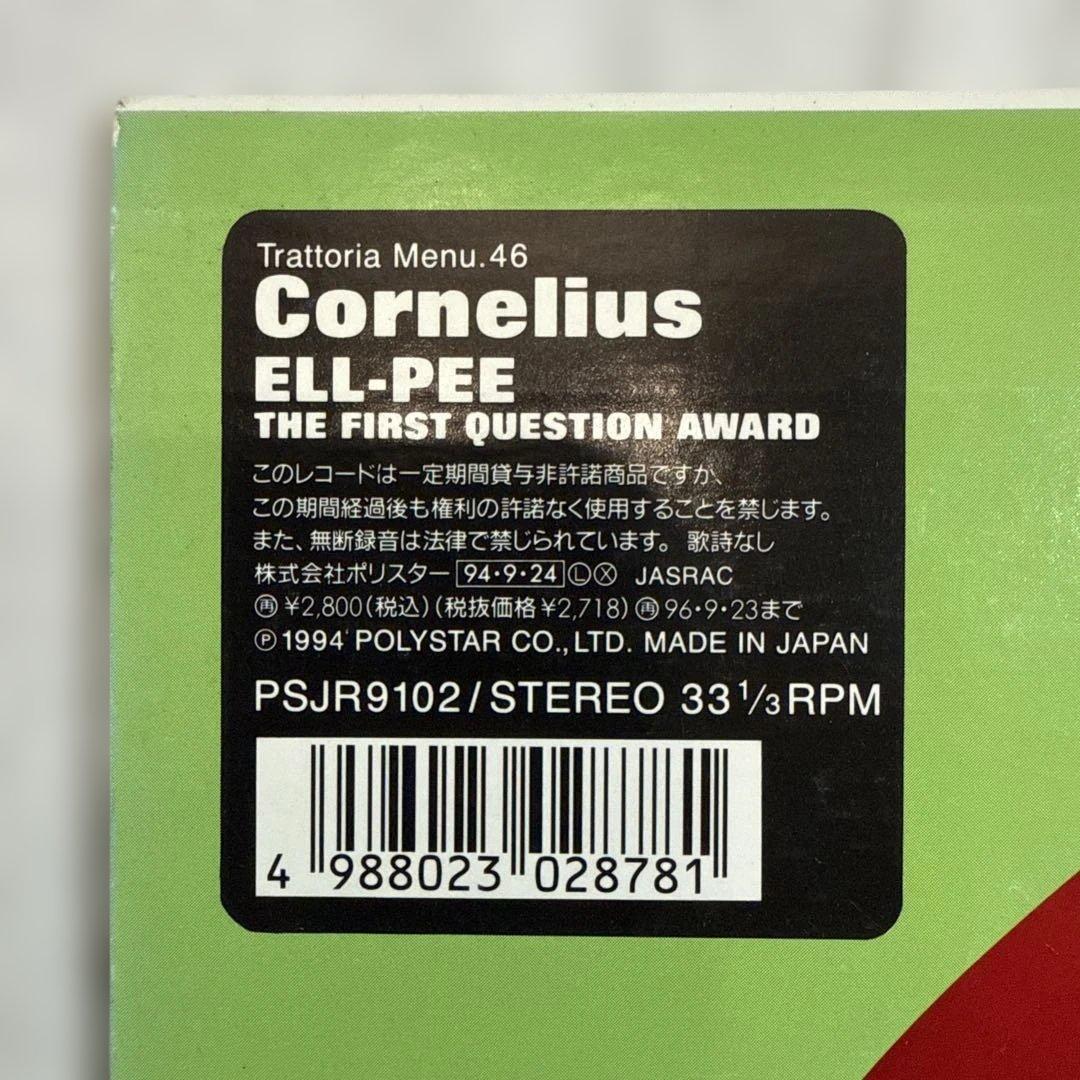 Trattoria Menu.46
Cornelius
ELL-PEE
THE FIRST QUESTION AWARD
このレコードは一定期間貸与非許諾商品ですが、
この期間経過後も権利の許諾なく使用することを禁じます。
また、無断録音は法律で禁じられています。 歌詩なし
株式会社ポリスター 94・9・24 Ⓛ Ⓧ JASRAC
㊢ ¥2,800(税込)(税抜価格¥2,718) 再 96・9・23まで
Ⓟ1994 POLYSTAR CO.,LTD. MADE IN JAPAN
PSJR9102/STEREO 33 1/3 RPM
4 988023 028781